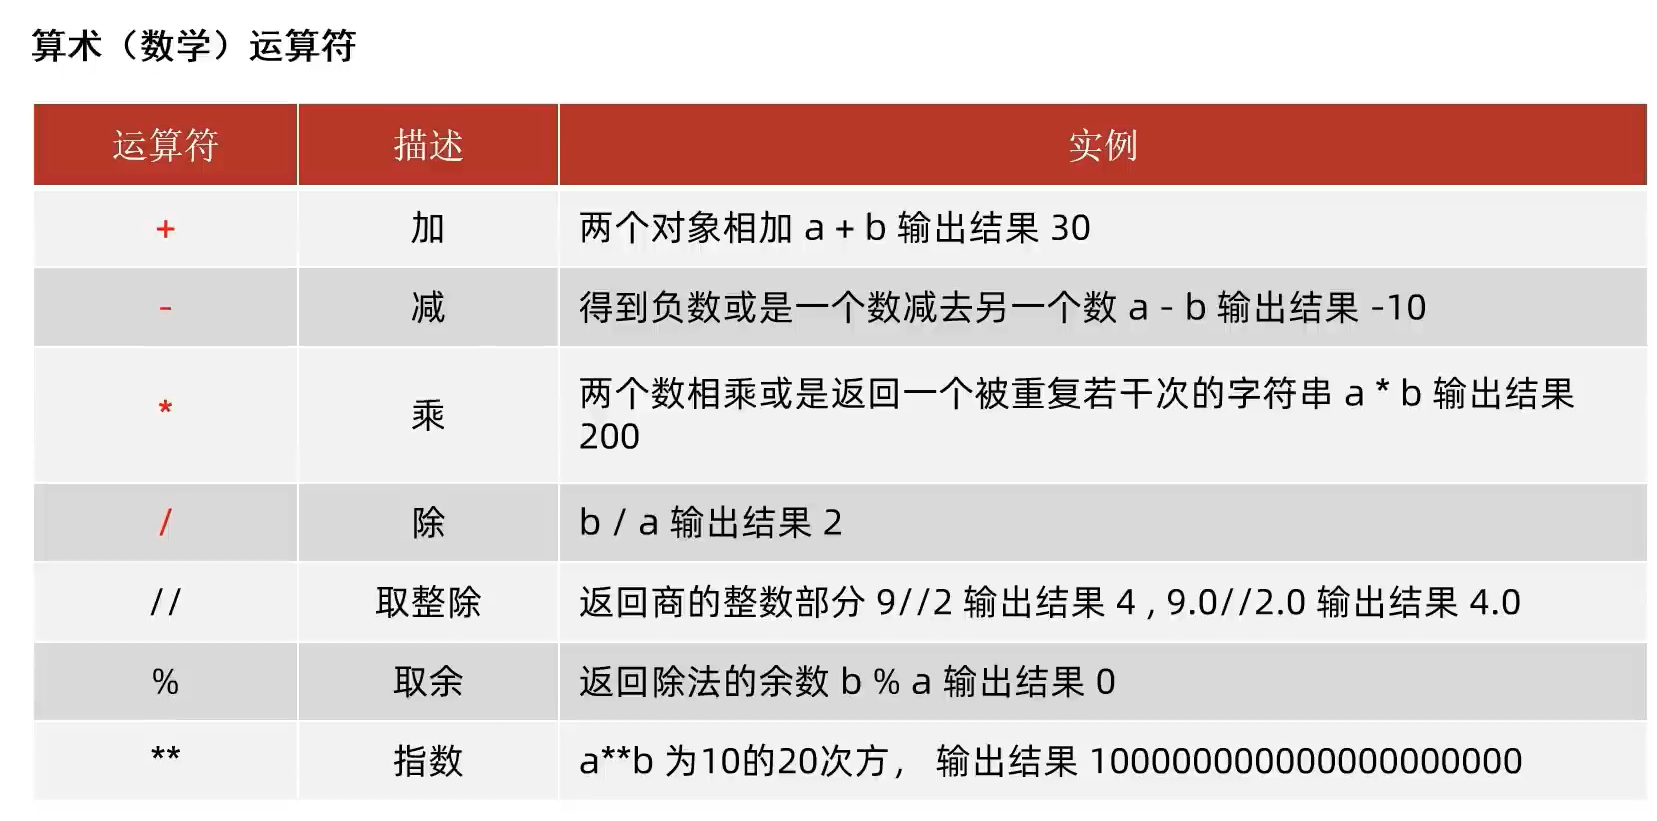 算术（数学）运算符
运算符 描述 实例
+ 加 两个对象相加 a + b 输出结果 30
- 减 得到负数或是一个数减去另一个数 a - b 输出结果 -10
* 乘 两个数相乘或是返回一个被重复若干次的字符串 a * b 输出结果
200
/ 除 b / a 输出结果 2
// 取整除 返回商的整数部分 9//2 输出结果 4 , 9.0//2.0 输出结果 4.0
% 取余 返回除法的余数 b % a 输出结果 0
** 指数 a**b 为10的20次方， 输出结果 100000000000000000000